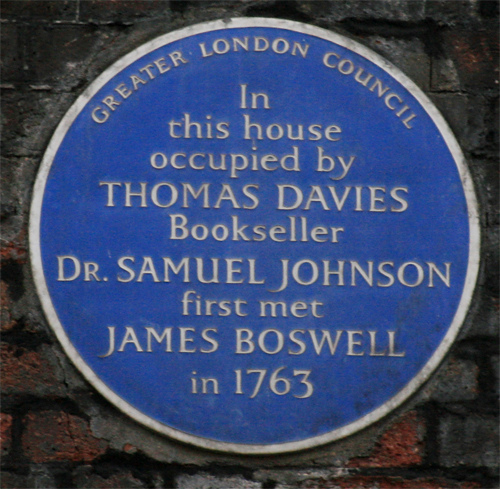 GREATER LONDON COUNCIL
In
this house
occupied by
THOMAS DAVIES
Bookseller
DR. SAMUEL JOHNSON
first met
JAMES BOSWELL
in 1763